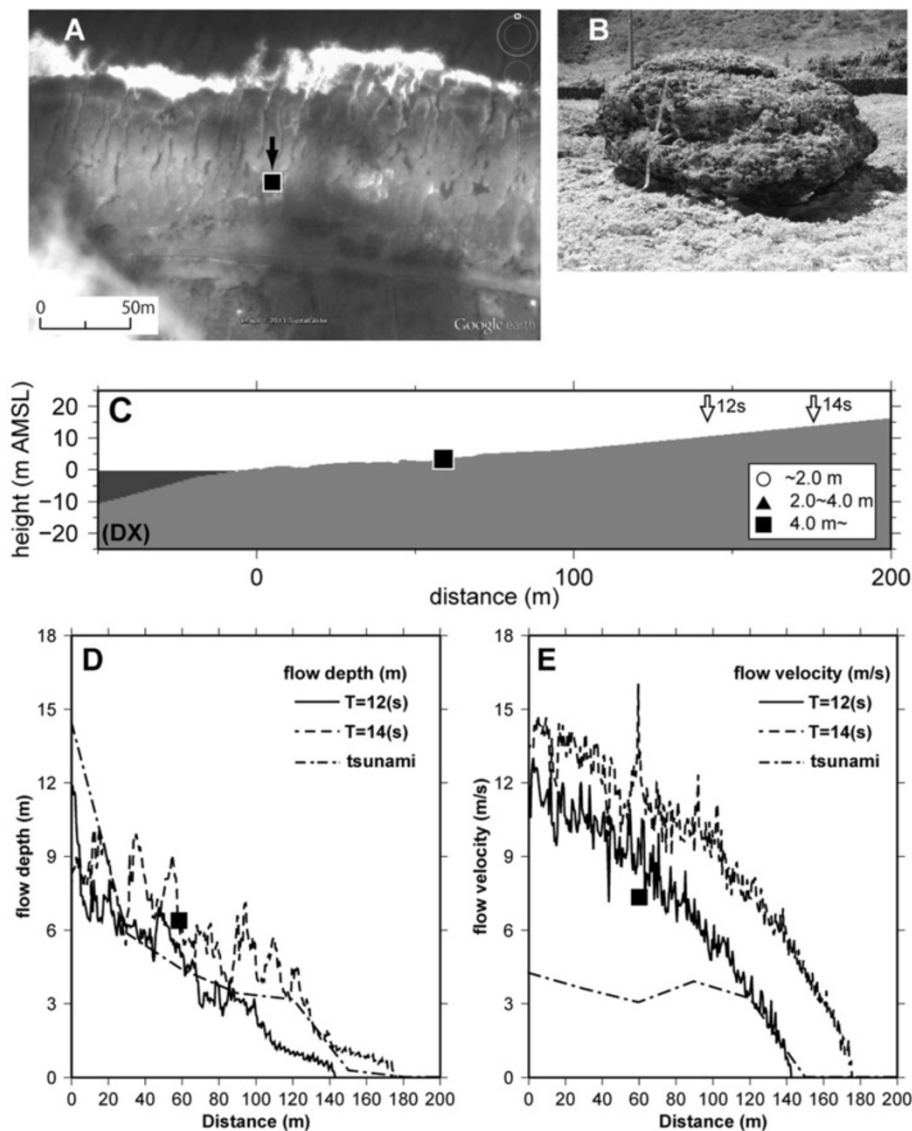 A
B
0 50m
Google earth
C
height (m AMSL)
20
10
0
−10
−20
12s
14s
~2.0 m
2.0~4.0 m
4.0 m~
(DX)
0 100 200
distance (m)
D
flow depth (m)
T=12(s)
T=14(s)
tsunami
18
15
12
9
6
3
0
flow depth (m)
0 20 40 60 80 100 120 140 160 180 200
Distance (m)
E
flow velocity (m/s)
T=12(s)
T=14(s)
tsunami
18
15
12
9
6
3
0
flow velocity (m/s)
0 20 40 60 80 100 120 140 160 180 200
Distance (m)